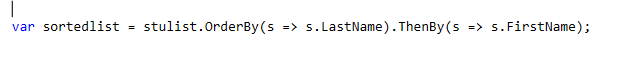 var sortedlist = stulist.OrderBy(s => s.LastName).ThenBy(s => s.FirstName);